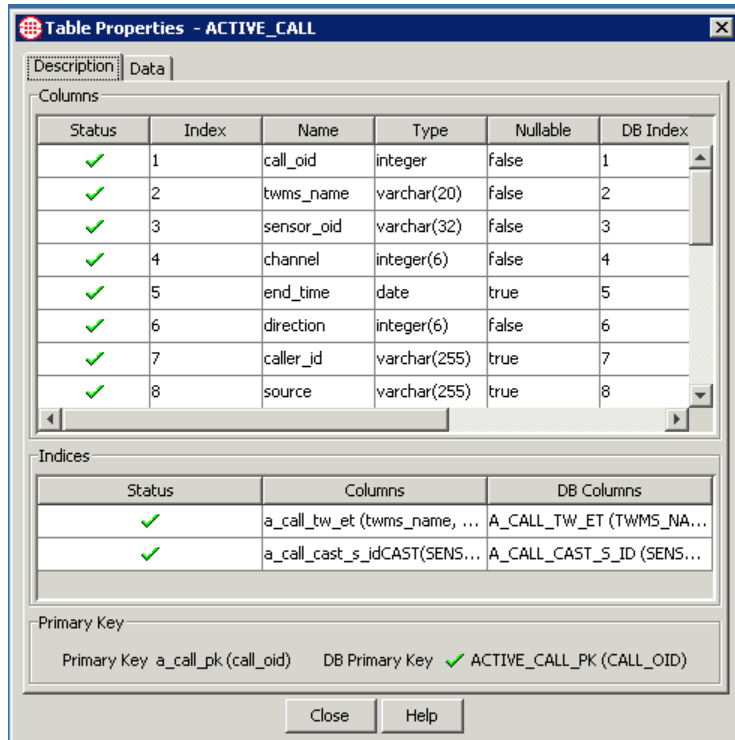 Table Properties - ACTIVE_CALL
Description Data
Columns
Status Index Name Type Nullable DB Index
1 call_oid integer false 1
2 twms_name varchar(20) false 2
3 sensor_oid varchar(32) false 3
4 channel integer(6) false 4
5 end_time date true 5
6 direction integer(6) false 6
7 caller_id varchar(255) true 7
8 source varchar(255) true 8
Indices
Status Columns DB Columns
a_call_tw_et (twms_name, ... A_CALL_TW_ET (TWMS_NA...
a_call_cast_s_idCAST(SENS... A_CALL_CAST_S_ID (SENS...
Primary Key
Primary Key a_call_pk (call_oid) DB Primary Key ACTIVE_CALL_PK (CALL_OID)
Close Help